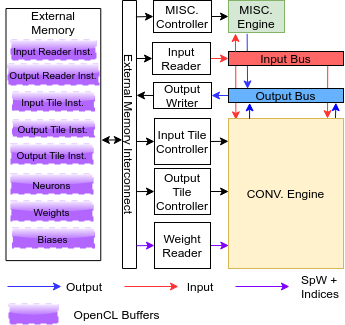 External
Memory
Input Reader Inst.
Output Reader Inst.
Input Tile Inst.
Output Tile Inst.
Output Tile Inst.
Neurons
Weights
Biases
External Memory Interconnect
MISC.
Controller
Input
Reader
Output
Writer
Input Tile
Controller
Output
Tile
Controller
Weight
Reader
MISC.
Engine
Input Bus
Output Bus
CONV. Engine
Output
Input
SpW +
Indices
OpenCL Buffers